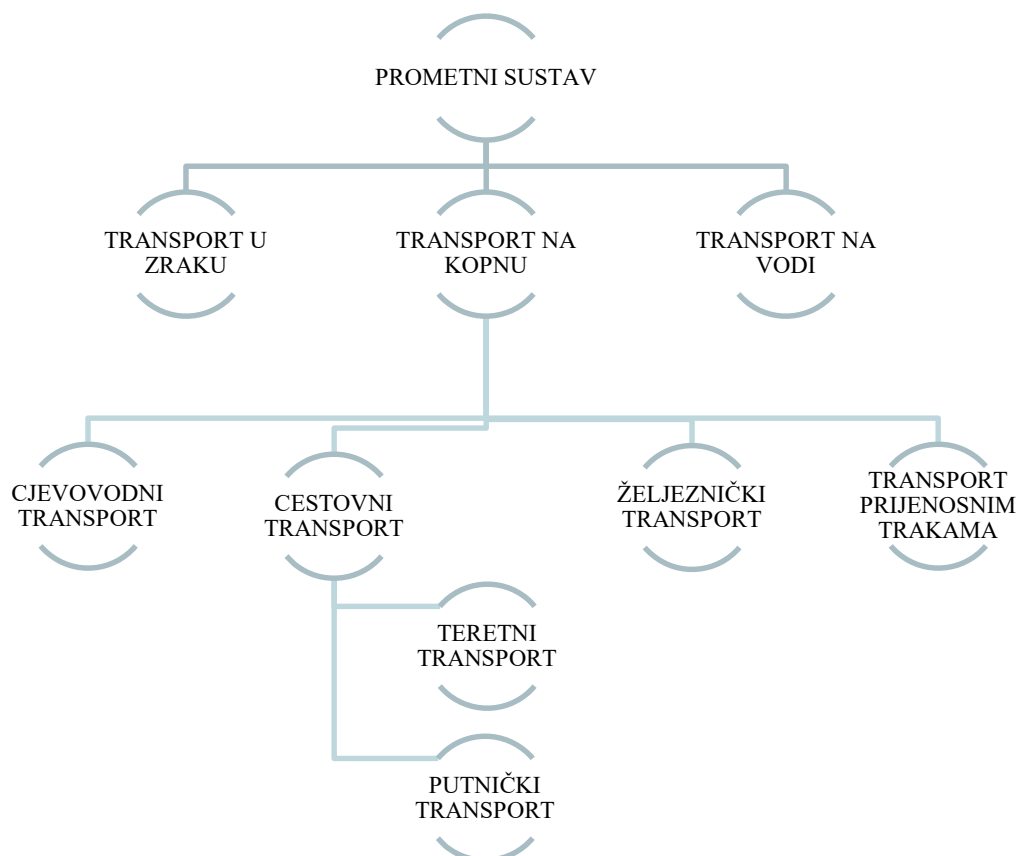 PROMETNI SUSTAV
TRANSPORT U
ZRAKU
TRANSPORT NA
KOPNU
TRANSPORT NA
VODI
CJEVOVODNI
TRANSPORT
CESTOVNI
TRANSPORT
ŽELJEZNIČKI
TRANSPORT
TRANSPORT
PRIJENOSNIM
TRAKAMA
TERETNI
TRANSPORT
PUTNIČKI
TRANSPORT